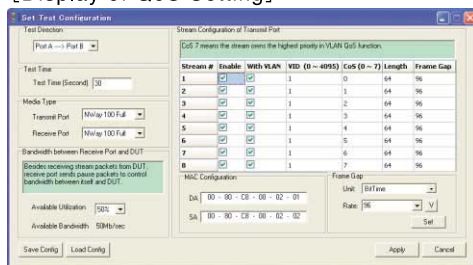 [Display of QoS Setting]
Set Test Configuration
Test Direction
Port A ---> Port B
Test Time
Test Time (Second) 30
Media Type
Transmit Port NWay 100 Full
Receive Port NWay 100 Full
Bandwidth between Receive Port and DUT
Besides receiving stream packets from DUT, receive port sends pause packets to control bandwidth between itself and DUT.
Available Utilization 50%
Available Bandwidth 50Mb/sec
Save Config Load Config
Stream Configuration of Transmit Port
CoS 7 means the stream owns the highest priority in VLAN QoS function.
Stream # Enable With VLAN VID (0 ~ 4095) CoS (0 ~ 7) Length Frame Gap
1 1 0 64 96
2 1 1 64 96
3 1 2 64 96
4 1 3 64 96
5 1 4 64 96
6 1 5 64 96
7 1 6 64 96
8 1 7 64 96
MAC Configuration
DA 00 - 80 - C8 - 00 - 02 - 01
SA 00 - 80 - C8 - 00 - 02 - 02
Frame Gap
Unit BitTime
Rate 96 V
Set
Apply Cancel